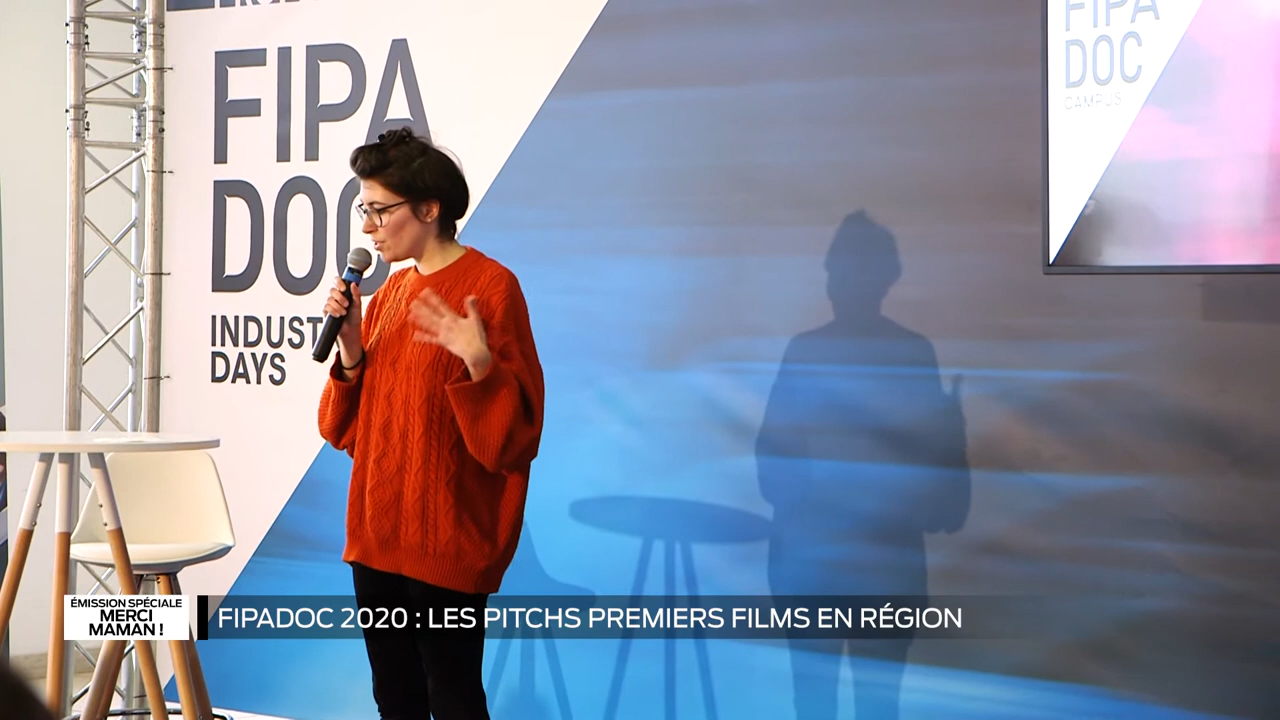 FIPA
DOC
INDUST
DAYS
FIPA
DOC
CAMPUS
ÉMISSION SPÉCIALE
MERCI
MAMAN !
FIPADOC 2020 : LES PITCHS PREMIERS FILMS EN RÉGION